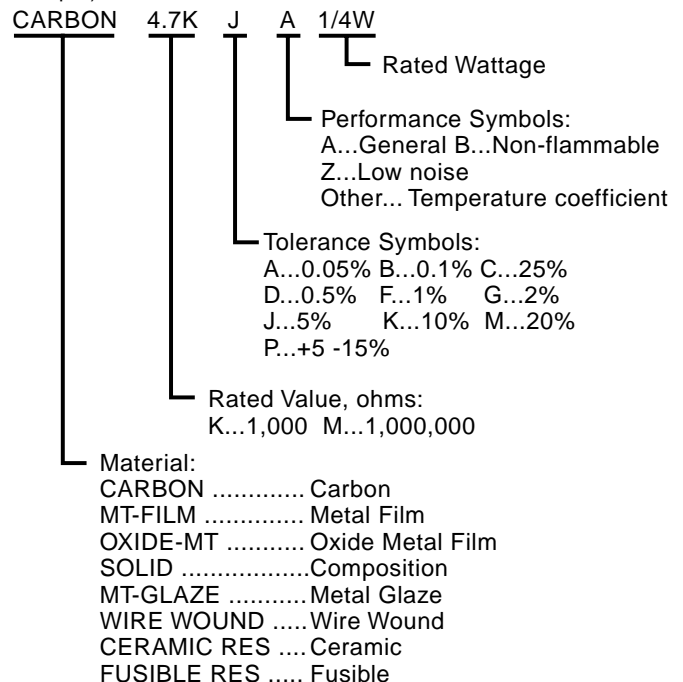 CARBON 4.7K J A 1/4W
Rated Wattage
Performance Symbols:
A...General B...Non-flammable
Z...Low noise
Other... Temperature coefficient
Tolerance Symbols:
A...0.05% B...0.1% C...25%
D...0.5% F...1% G...2%
J...5% K...10% M...20%
P...+5 -15%
Rated Value, ohms:
K...1,000 M...1,000,000
Material:
CARBON ............. Carbon
MT-FILM .............. Metal Film
OXIDE-MT ........... Oxide Metal Film
SOLID ..................Composition
MT-GLAZE ...........Metal Glaze
WIRE WOUND .....Wire Wound
CERAMIC RES ....Ceramic
FUSIBLE RES ..... Fusible